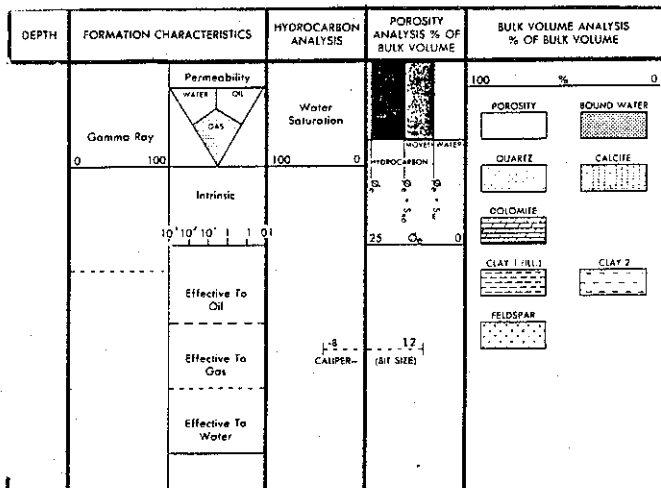 DEPTH
FORMATION CHARACTERISTICS
HYDROCARBON
ANALYSIS
POROSITY
ANALYSIS % OF
BULK VOLUME
BULK VOLUME ANALYSIS
% OF BULK VOLUME
Gamma Ray
0 100
Permeability
WATER OIL
GAS
Water
Saturation
100 0
MOVED WATER
HYDROCARBON
100 % 0
POROSITY
BOUND WATER
QUARTZ
CALCITE
DOLOMITE
CLAY 1 (ILL.)
CLAY 2
FELDSPAR
Intrinsic
25 Øe 0
Effective To
Oil
Effective To
Gas
Effective To
Water
-8 12
CALIPER— (BIT SIZE)